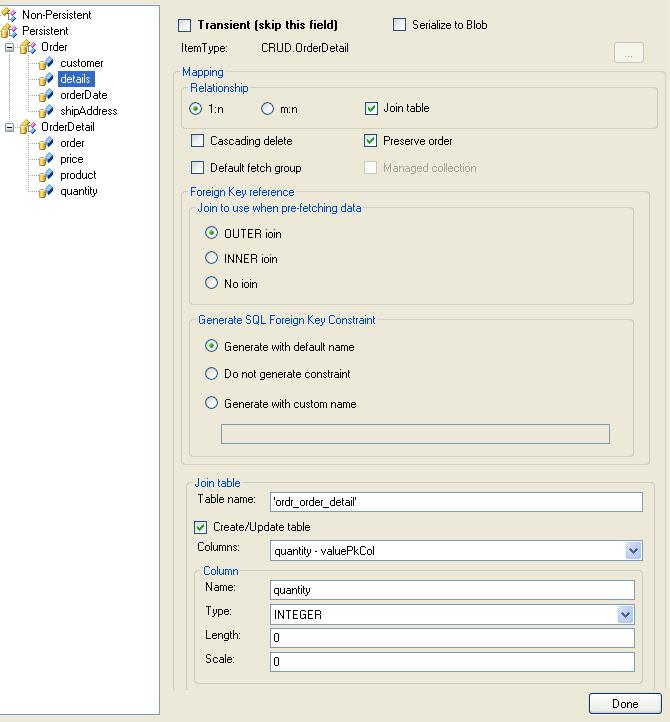 Non-Persistent
Persistent
Order
customer
details
orderDate
shipAddress
OrderDetail
order
price
product
quantity
Transient (skip this field)
Serialize to Blob
ItemType: CRUD.OrderDetail
...
Mapping
Relationship
1:n
m:n
Join table
Cascading delete
Preserve order
Default fetch group
Managed collection
Foreign Key reference
Join to use when pre-fetching data
OUTER join
INNER join
No join
Generate SQL Foreign Key Constraint
Generate with default name
Do not generate constraint
Generate with custom name
Join table
Table name: 'ordr_order_detail'
Create/Update table
Columns: quantity - valuePkCol
Column
Name: quantity
Type: INTEGER
Length: 0
Scale: 0
Done